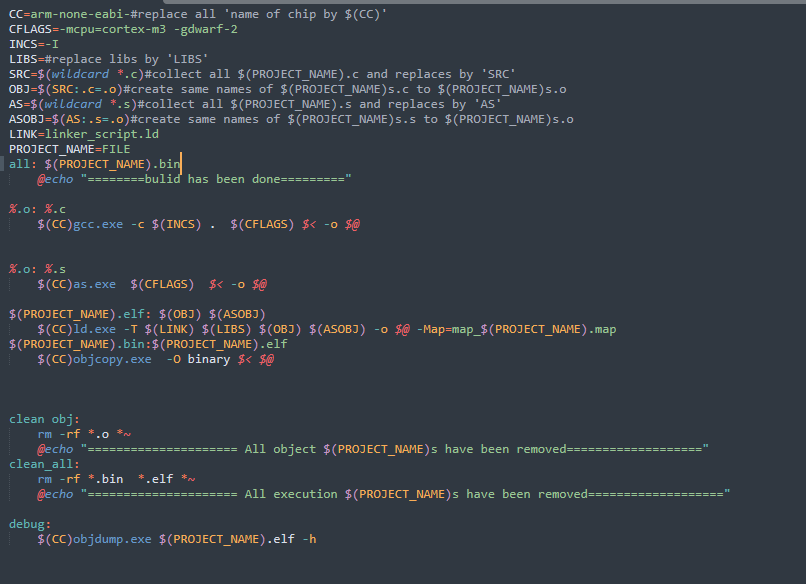 CC=arm-none-eabi-#replace all 'name of chip by $(CC)'
CFLAGS=-mcpu=cortex-m3 -gdwarf-2
INCS=-I
LIBS=#replace libs by 'LIBS'
SRC=$(wildcard *.c)#collect all $(PROJECT_NAME).c and replaces by 'SRC'
OBJ=$(SRC:.c=.o)#create same names of $(PROJECT_NAME)s.c to $(PROJECT_NAME)s.o
AS=$(wildcard *.s)#collect all $(PROJECT_NAME).s and replaces by 'AS'
ASOBJ=$(AS:.s=.o)#create same names of $(PROJECT_NAME)s.s to $(PROJECT_NAME)s.o
LINK=linker_script.ld
PROJECT_NAME=FILE
all: $(PROJECT_NAME).bin
@echo "========bulid has been done========="
%.o: %.c
$(CC)gcc.exe -c $(INCS) .  $(CFLAGS) $< -o $@
%.o: %.s
$(CC)as.exe  $(CFLAGS)  $< -o $@
$(PROJECT_NAME).elf: $(OBJ) $(ASOBJ)
$(CC)ld.exe -T $(LINK) $(LIBS) $(OBJ) $(ASOBJ) -o $@ -Map=map_$(PROJECT_NAME).map
$(PROJECT_NAME).bin:$(PROJECT_NAME).elf
$(CC)objcopy.exe  -O binary $< $@
clean obj:
rm -rf *.o *~
@echo "===================== All object $(PROJECT_NAME)s have been removed==================="
clean_all:
rm -rf *.bin  *.elf *~
@echo "===================== All execution $(PROJECT_NAME)s have been removed==================="
debug:
$(CC)objdump.exe $(PROJECT_NAME).elf -h